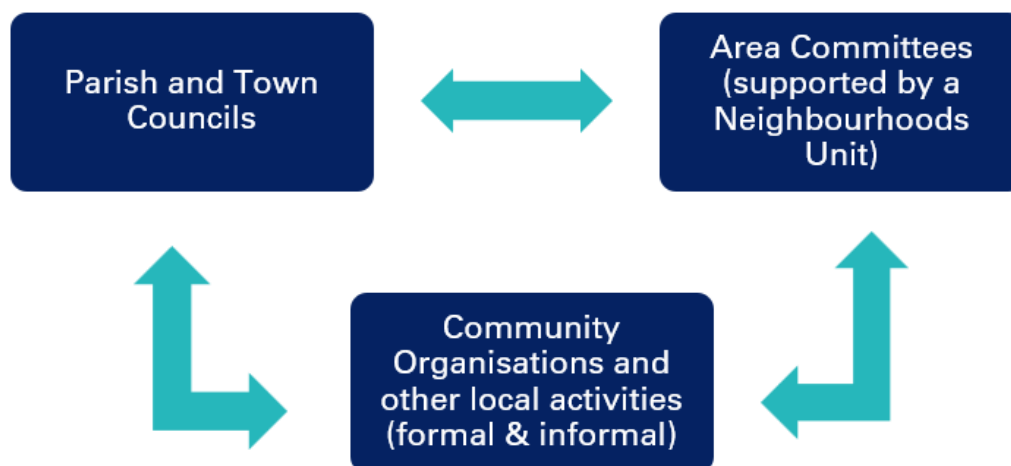 Parish and Town
Councils
Area Committees
(supported by a
Neighbourhoods
Unit)
Community
Organisations and
other local activities
(formal & informal)